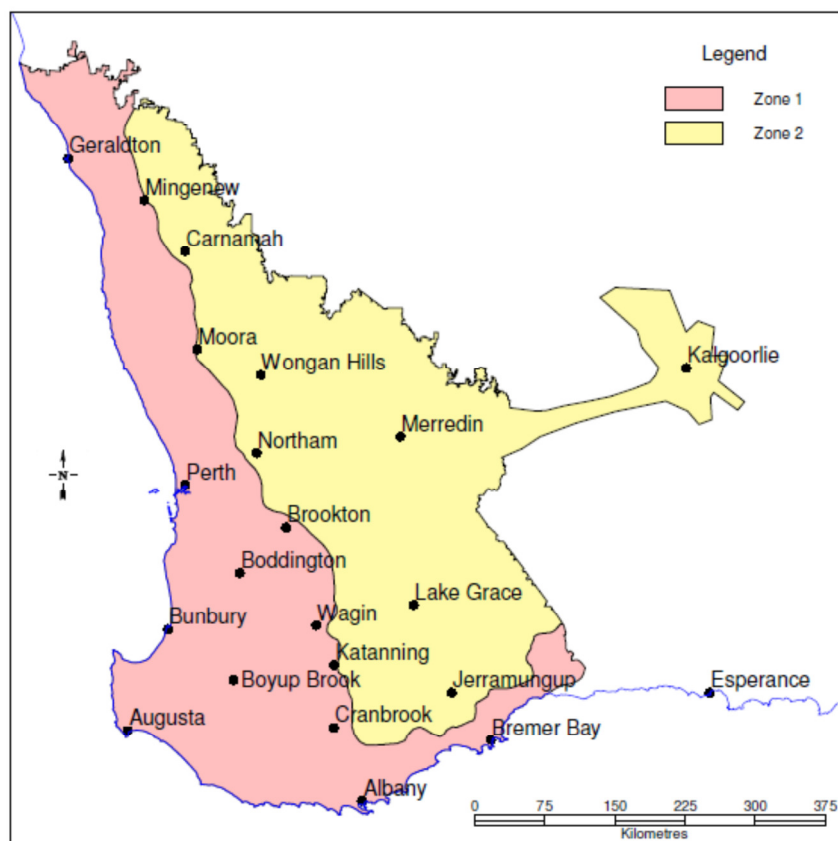 Legend
Zone 1
Zone 2
Geraldton
Mingenew
Carnamah
Moora
Wongan Hills
Kalgoorlie
Merredin
Northam
N
Perth
Brookton
Boddington
Lake Grace
Wagin
Bunbury
Katanning
Boyup Brook
Jerramungup
Esperance
Augusta
Cranbrook
Bremer Bay
Albany
0 75 150 225 300 375
Kilometres